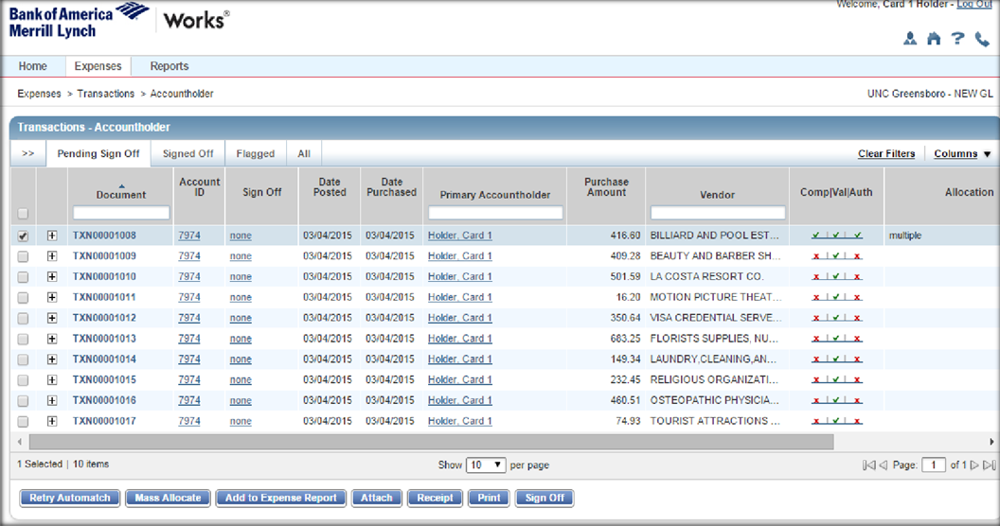 Bank of America
Merrill Lynch
Works®
Welcome, Card 1 Holder - Log Out
Home Expenses Reports
Expenses > Transactions > Accountholder UNC Greensboro - NEW GL
Transactions - Accountholder
>> Pending Sign Off Signed Off Flagged All Clear Filters Columns ▼
Document Account ID Sign Off Date Posted Date Purchased Primary Accountholder Purchase Amount Vendor Comp|Val|Auth Allocation
TXN00001008 7974 none 03/04/2015 03/04/2015 Holder, Card 1 416.60 BILLIARD AND POOL EST... ✓ | ✓ | ✓ multiple
TXN00001009 7974 none 03/04/2015 03/04/2015 Holder, Card 1 409.28 BEAUTY AND BARBER SH... x | ✓ | x
TXN00001010 7974 none 03/04/2015 03/04/2015 Holder, Card 1 501.59 LA COSTA RESORT CO. x | ✓ | x
TXN00001011 7974 none 03/04/2015 03/04/2015 Holder, Card 1 16.20 MOTION PICTURE THEAT... x | ✓ | x
TXN00001012 7974 none 03/04/2015 03/04/2015 Holder, Card 1 350.64 VISA CREDENTIAL SERVE... x | ✓ | x
TXN00001013 7974 none 03/04/2015 03/04/2015 Holder, Card 1 683.25 FLORISTS SUPPLIES, NU... x | ✓ | x
TXN00001014 7974 none 03/04/2015 03/04/2015 Holder, Card 1 149.34 LAUNDRY,CLEANING,AN... x | ✓ | x
TXN00001015 7974 none 03/04/2015 03/04/2015 Holder, Card 1 232.45 RELIGIOUS ORGANIZATI... x | ✓ | x
TXN00001016 7974 none 03/04/2015 03/04/2015 Holder, Card 1 460.51 OSTEOPATHIC PHYSICIA... x | ✓ | x
TXN00001017 7974 none 03/04/2015 03/04/2015 Holder, Card 1 74.93 TOURIST ATTRACTIONS ... x | ✓ | x
1 Selected | 10 items Show 10 ▼ per page Page: 1 of 1
Retry Automatch Mass Allocate Add to Expense Report Attach Receipt Print Sign Off